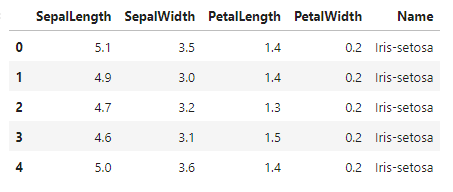 SepalLength SepalWidth PetalLength PetalWidth Name
0 5.1 3.5 1.4 0.2 Iris-setosa
1 4.9 3.0 1.4 0.2 Iris-setosa
2 4.7 3.2 1.3 0.2 Iris-setosa
3 4.6 3.1 1.5 0.2 Iris-setosa
4 5.0 3.6 1.4 0.2 Iris-setosa